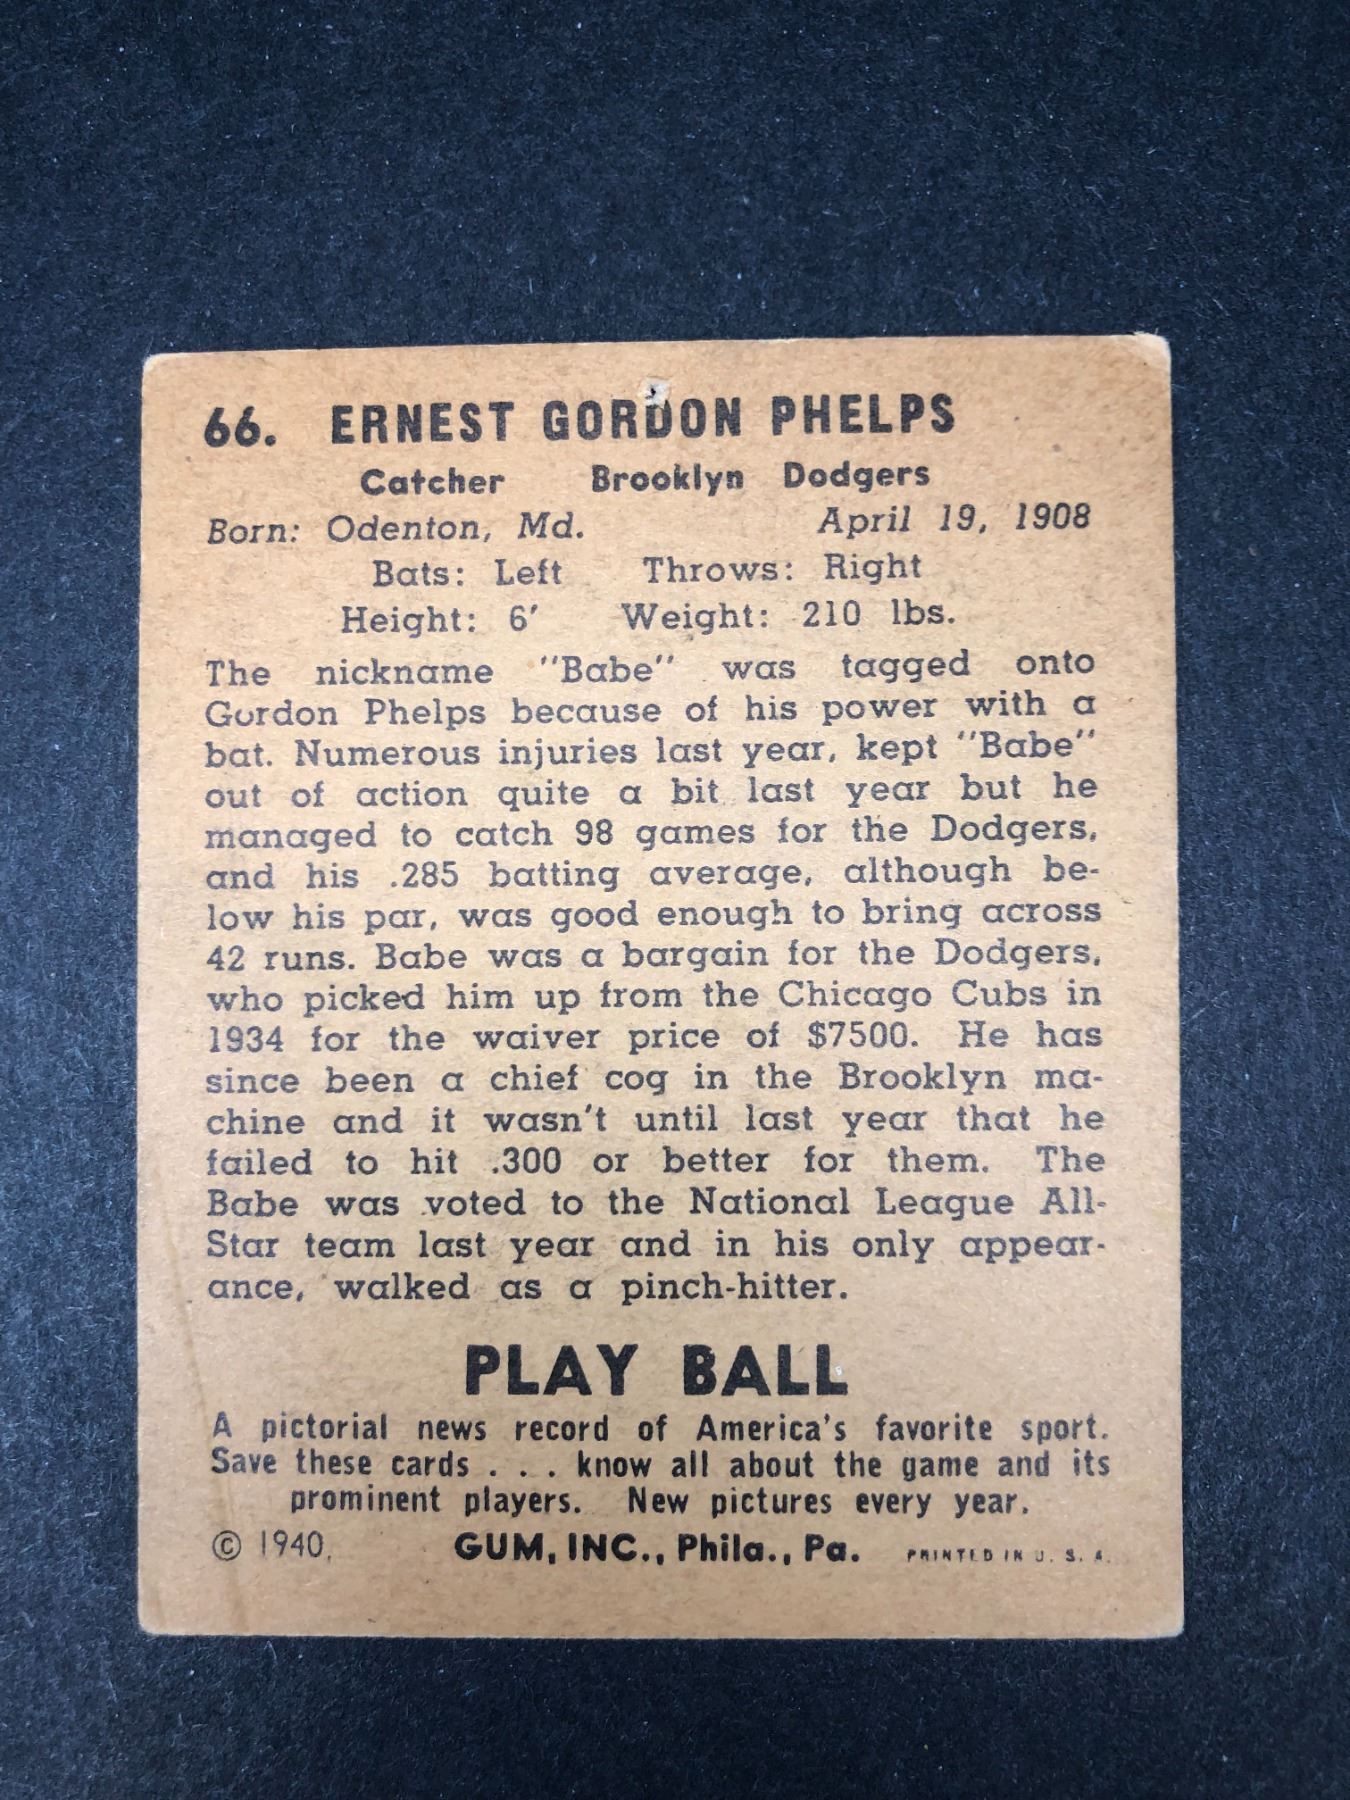 66. ERNEST GORDON PHELPS
Catcher Brooklyn Dodgers
Born: Odenton, Md. April 19, 1908
Bats: Left Throws: Right
Height: 6′ Weight: 210 lbs.
The nickname "Babe" was tagged onto
Gordon Phelps because of his power with a
bat. Numerous injuries last year, kept "Babe"
out of action quite a bit last year but he
managed to catch 98 games for the Dodgers,
and his .285 batting average, although be-
low his par, was good enough to bring across
42 runs. Babe was a bargain for the Dodgers,
who picked him up from the Chicago Cubs in
1934 for the waiver price of $7500. He has
since been a chief cog in the Brooklyn ma-
chine and it wasn't until last year that he
failed to hit .300 or better for them. The
Babe was voted to the National League All-
Star team last year and in his only appear-
ance, walked as a pinch-hitter.
PLAY BALL
A pictorial news record of America's favorite sport.
Save these cards . . . know all about the game and its
prominent players. New pictures every year.
© 1940, GUM, INC., Phila., Pa. PRINTED IN U. S. A.